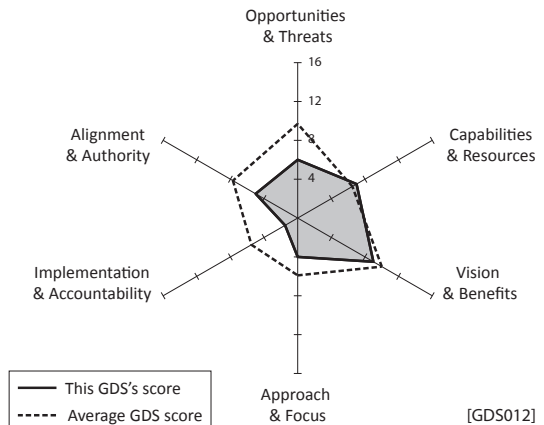 Opportunities
& Threats
16
12
8
4
Alignment
& Authority
Capabilities
& Resources
Implementation
& Accountability
Vision
& Benefits
Approach
& Focus
This GDS's score
Average GDS score
[GDS012]